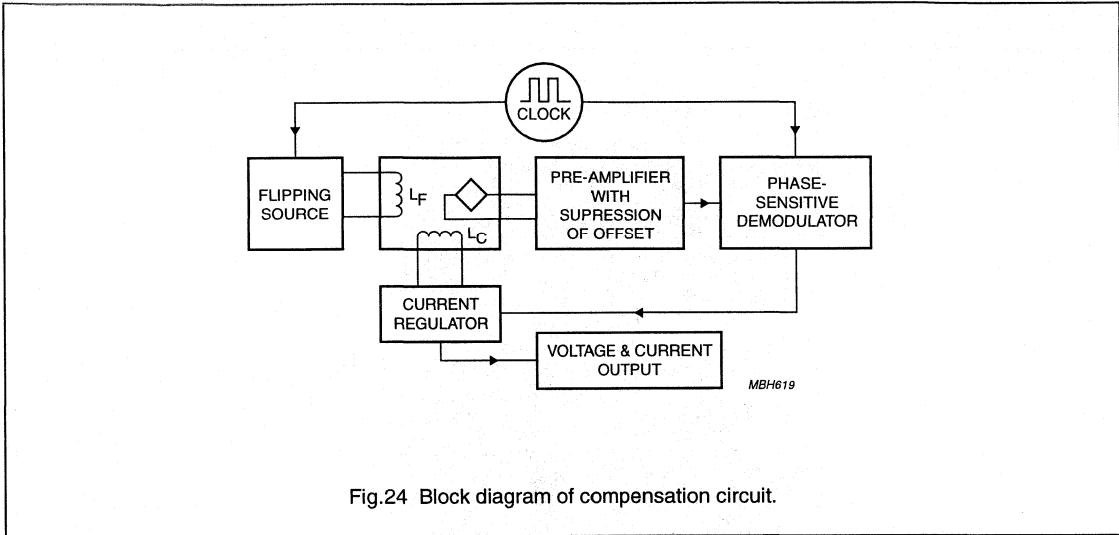 CLOCK
FLIPPING
SOURCE
LF
LC
PRE-AMPLIFIER
WITH
SUPRESSION
OF OFFSET
PHASE-
SENSITIVE
DEMODULATOR
CURRENT
REGULATOR
VOLTAGE & CURRENT
OUTPUT
MBH619
Fig.24 Block diagram of compensation circuit.